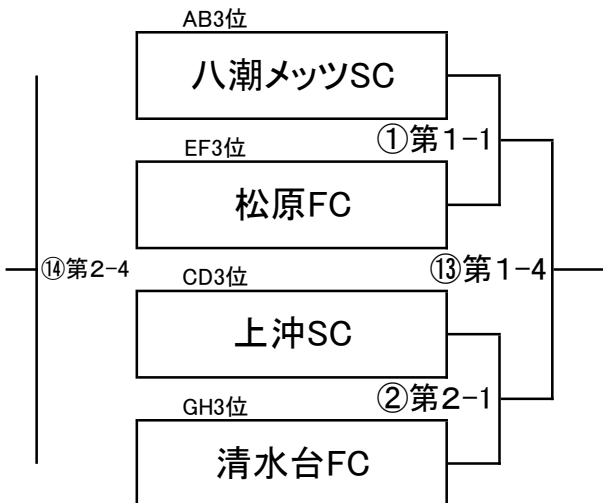 AB3位
八潮メッツSC
①第1-1
EF3位
松原FC
⑭第2-4
⑬第1-4
CD3位
上沖SC
②第2-1
GH3位
清水台FC